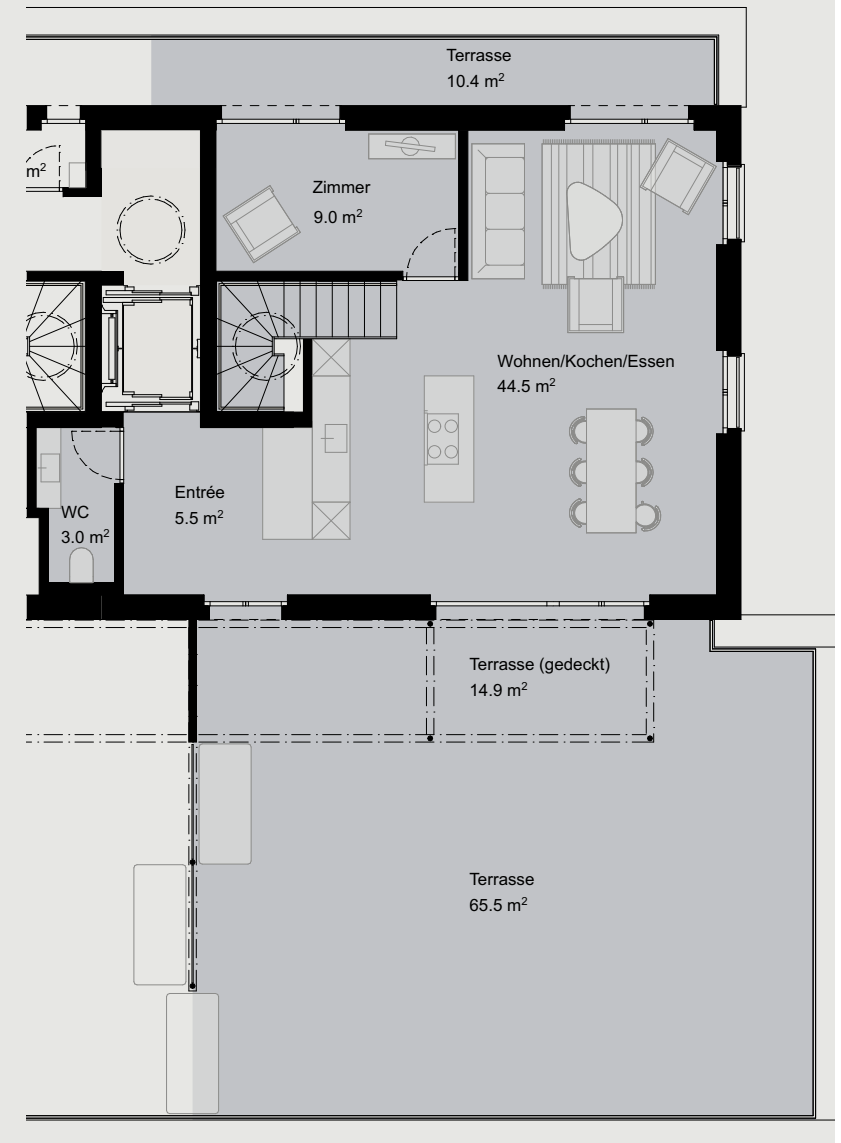 Terrasse
10.4 m²
m²
Zimmer
9.0 m²
Wohnen/Kochen/Essen
44.5 m²
Entrée
5.5 m²
WC
3.0 m²
Terrasse (gedeckt)
14.9 m²
Terrasse
65.5 m²